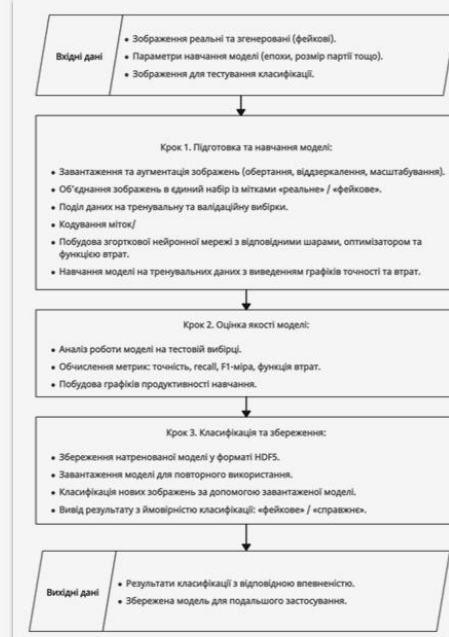 Вхідні дані
• Зображення реальні та згенеровані (фейкові).
• Параметри навчання моделі (епохи, розмір партії тощо).
• Зображення для тестування класифікації.
Крок 1. Підготовка та навчання моделі:
• Завантаження та аугментація зображень (обертання, віддзеркалення, масштабування).
• Об'єднання зображень в єдиний набір із мітками «реальне» / «фейкове».
• Поділ даних на тренувальну та валідаційну вибірки.
• Кодування міток/
• Побудова згорткової нейронної мережі з відповідними шарами, оптимізатором та
функцією втрат.
• Навчання моделі на тренувальних даних з виведенням графіків точності та втрат.
Крок 2. Оцінка якості моделі:
• Аналіз роботи моделі на тестовій вибірці.
• Обчислення метрик: точність, recall, F1-міра, функція втрат.
• Побудова графіків продуктивності навчання.
Крок 3. Класифікація та збереження:
• Збереження натренованої моделі у форматі HDF5.
• Завантаження моделі для повторного використання.
• Класифікація нових зображень за допомогою завантаженої моделі.
• Вивід результату з ймовірністю класифікації: «фейкове» / «справжнє».
Вихідні дані
• Результати класифікації з відповідною впевненістю.
• Збережена модель для подальшого застосування.